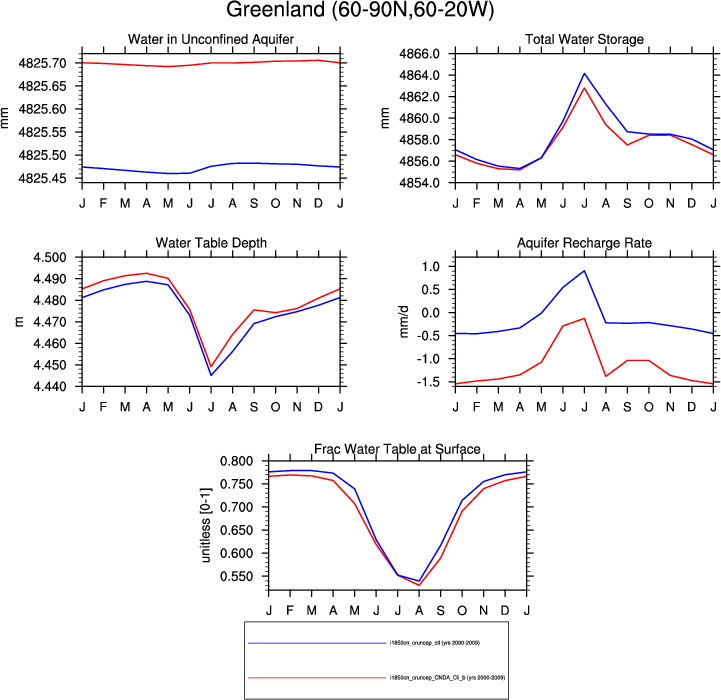 Greenland (60-90N,60-20W)
Water in Unconfined Aquifer
Total Water Storage
4825.70
4825.65
4825.60
4825.55
4825.50
4825.45
mm
J F M A M J J A S O N D J
4866.0
4864.0
4862.0
4860.0
4858.0
4856.0
4854.0
mm
J F M A M J J A S O N D J
Water Table Depth
Aquifer Recharge Rate
4.500
4.490
4.480
4.470
4.460
4.450
4.440
m
J F M A M J J A S O N D J
1.0
0.5
0.0
-0.5
-1.0
-1.5
mm/d
J F M A M J J A S O N D J
Frac Water Table at Surface
0.800
0.750
0.700
0.650
0.600
0.550
unitless [0-1]
J F M A M J J A S O N D J
i1850cn_cruncep_ctl (yrs 2000-2009)
i1850cn_cruncep_CNDA_Cli_b (yrs 2000-2009)